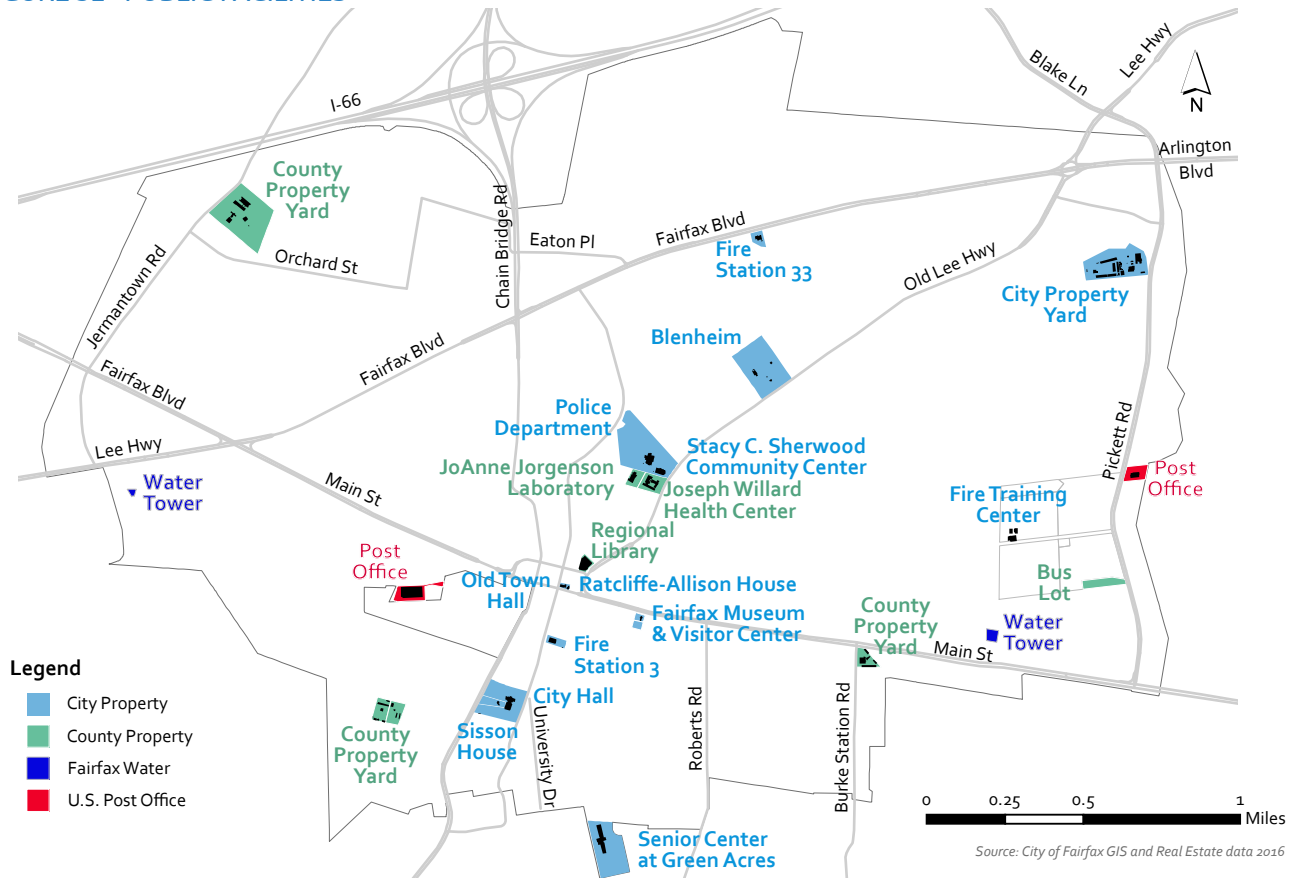 I-66
Blake Ln
Lee Hwy
N
Arlington
Blvd
County
Property
Yard
Orchard St
Jermantown Rd
Chain Bridge Rd
Eaton Pl
Fairfax Blvd
Fire
Station 33
Old Lee Hwy
City Property
Yard
Blenheim
Fairfax Blvd
Fairfax Blvd
Lee Hwy
Police
Department
Stacy C. Sherwood
Community Center
JoAnne Jorgenson
Laboratory
Joseph Willard
Health Center
Pickett Rd
Post
Office
Water
Tower
Main St
Fire Training
Center
Regional
Library
Post
Office
Old Town
Hall
Ratcliffe-Allison House
Bus
Lot
Fairfax Museum
& Visitor Center
County
Property
Yard
Water
Tower
Main St
Fire
Station 3
City Hall
Sisson
House
University Dr
Roberts Rd
Burke Station Rd
County
Property
Yard
Senior Center
at Green Acres
Legend
City Property
County Property
Fairfax Water
U.S. Post Office
0 0.25 0.5 1
Miles
Source: City of Fairfax GIS and Real Estate data 2016